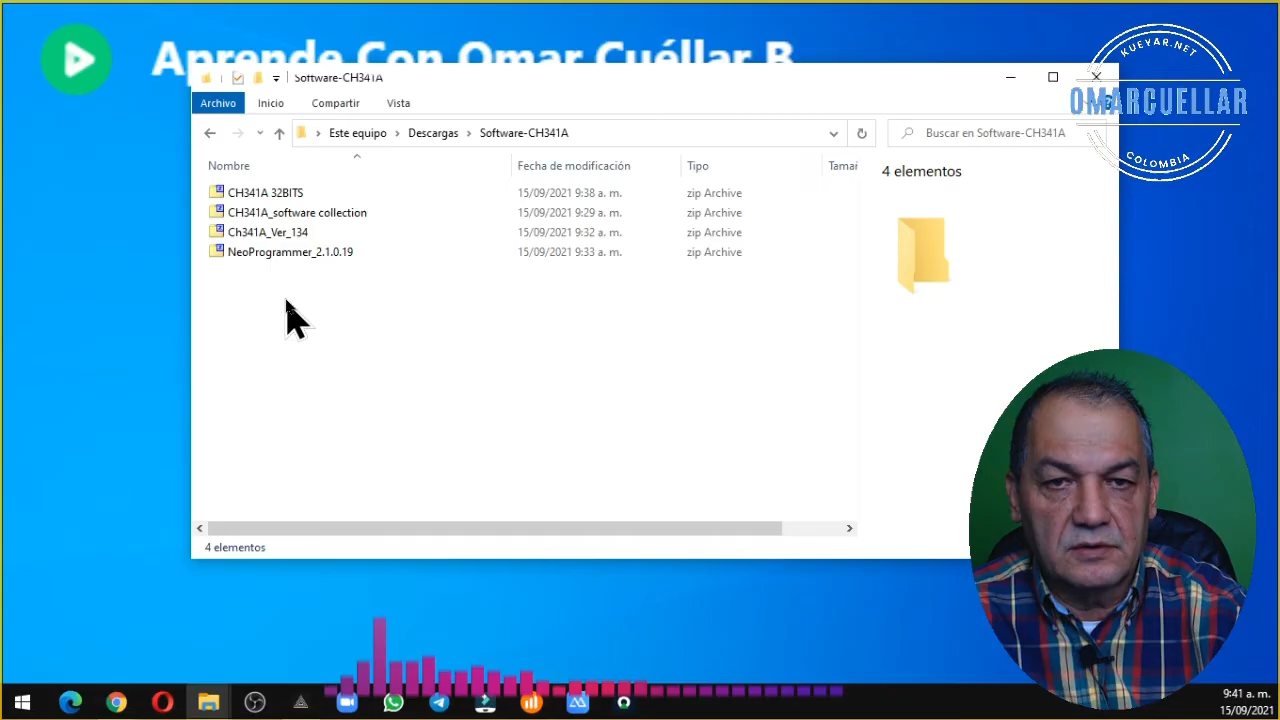 Aprende Con Omar Cuéllar B
KUEYAR.NET
OMARCUELLAR
COLOMBIA
Software-CH341A
Archivo
Inicio
Compartir
Vista
Este equipo
Descargas
Software-CH341A
Buscar en Software-CH341A
Nombre
Fecha de modificación
Tipo
Tamaí
4 elementos
CH341A 32BITS 15/09/2021 9:38 a. m. zip Archive
CH341A_software collection 15/09/2021 9:29 a. m. zip Archive
Ch341A_Ver_134 15/09/2021 9:32 a. m. zip Archive
NeoProgrammer_2.1.0.19 15/09/2021 9:33 a. m. zip Archive
4 elementos
9:41 a. m.
15/09/2021